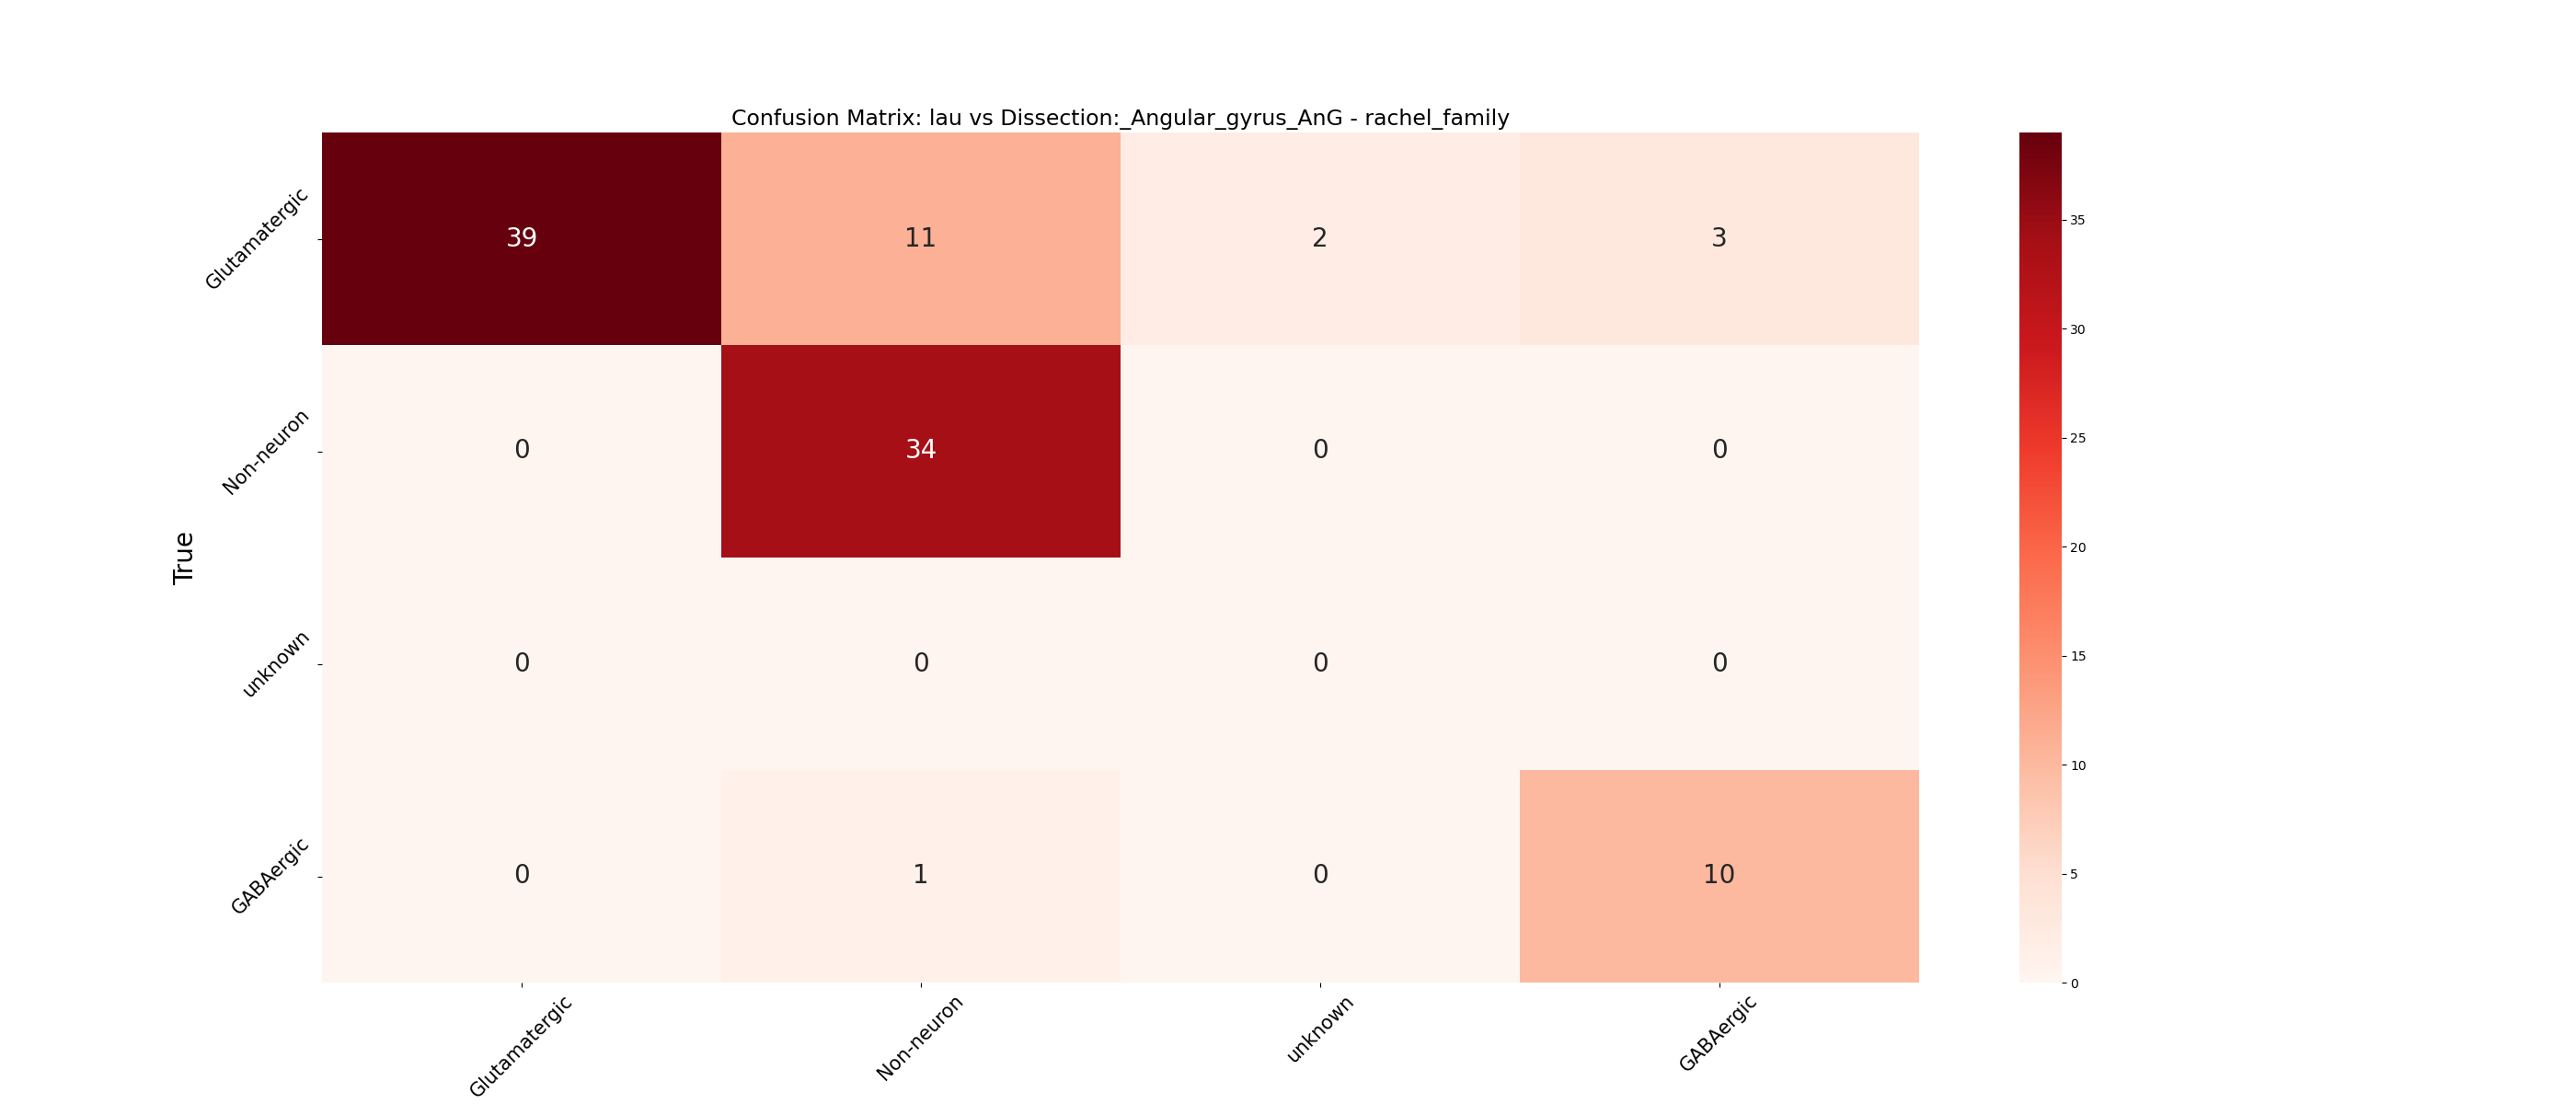 Confusion Matrix: lau vs Dissection:_Angular_gyrus_AnG - rachel_family
Glutamatergic
39
11
2
3
Non-neuron
0
34
0
0
True
unknown
0
0
0
0
GABAergic
0
1
0
10
Glutamatergic
Non-neuron
unknown
GABAergic
35
30
25
20
15
10
5
0